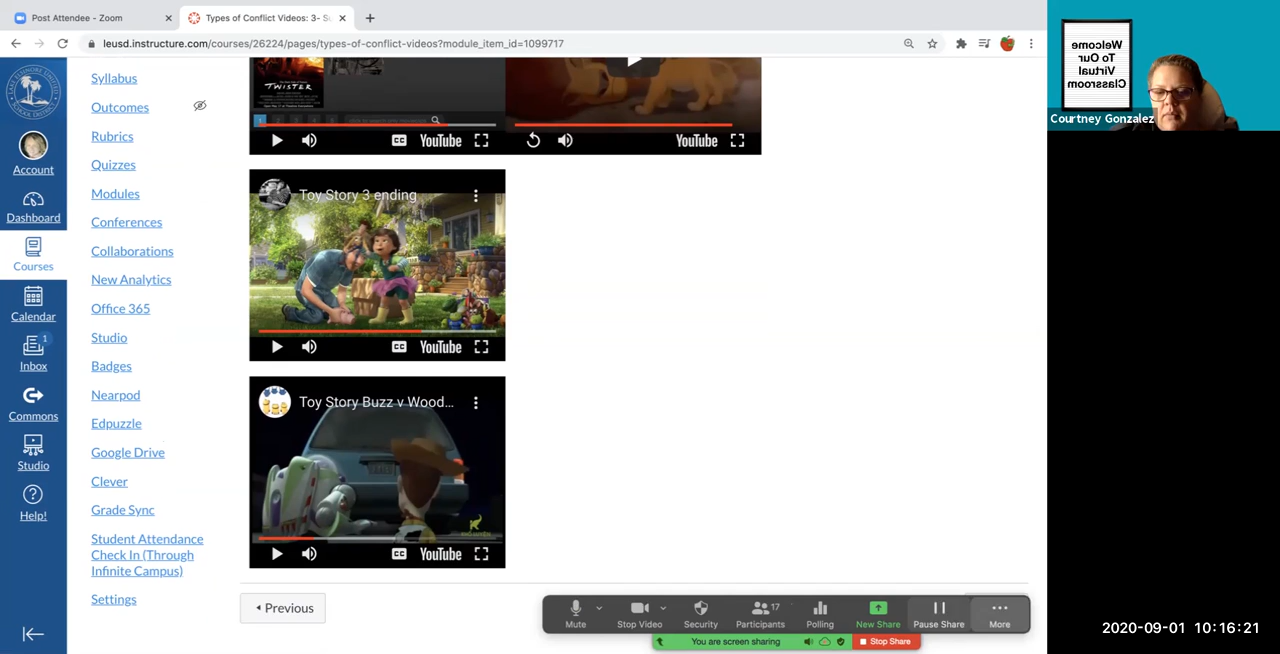 Post Attendee - Zoom
Types of Conflict Videos: 3- Su
leusd.instructure.com/courses/26224/pages/types-of-conflict-videos?module_item_id=1099717
Account
Dashboard
Courses
Calendar
1
Inbox
Commons
Studio
Help!
Syllabus
Outcomes
Rubrics
Quizzes
Modules
Conferences
Collaborations
New Analytics
Office 365
Studio
Badges
Nearpod
Edpuzzle
Google Drive
Clever
Grade Sync
Student Attendance
Check In (Through
Infinite Campus)
Settings
TWISTER
CC YouTube
YouTube
Toy Story 3 ending
CC YouTube
Toy Story Buzz v Wood...
CC YouTube
Previous
Mute
Stop Video
Security
17
Participants
Polling
New Share
Pause Share
More
You are screen sharing
Stop Share
Welcome
To Our
Virtual
Classroom
Courtney Gonzalez
2020-09-01 10:16:21